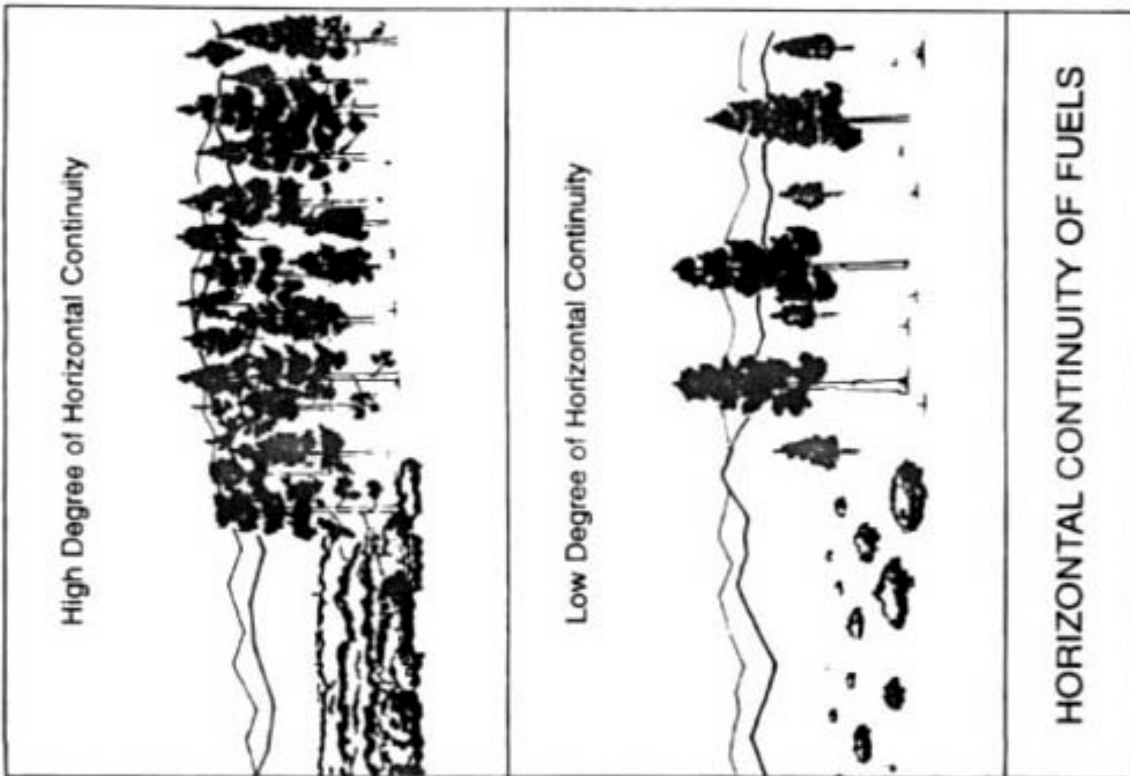 High Degree of Horizontal Continuity
Low Degree of Horizontal Continuity
HORIZONTAL CONTINUITY OF FUELS